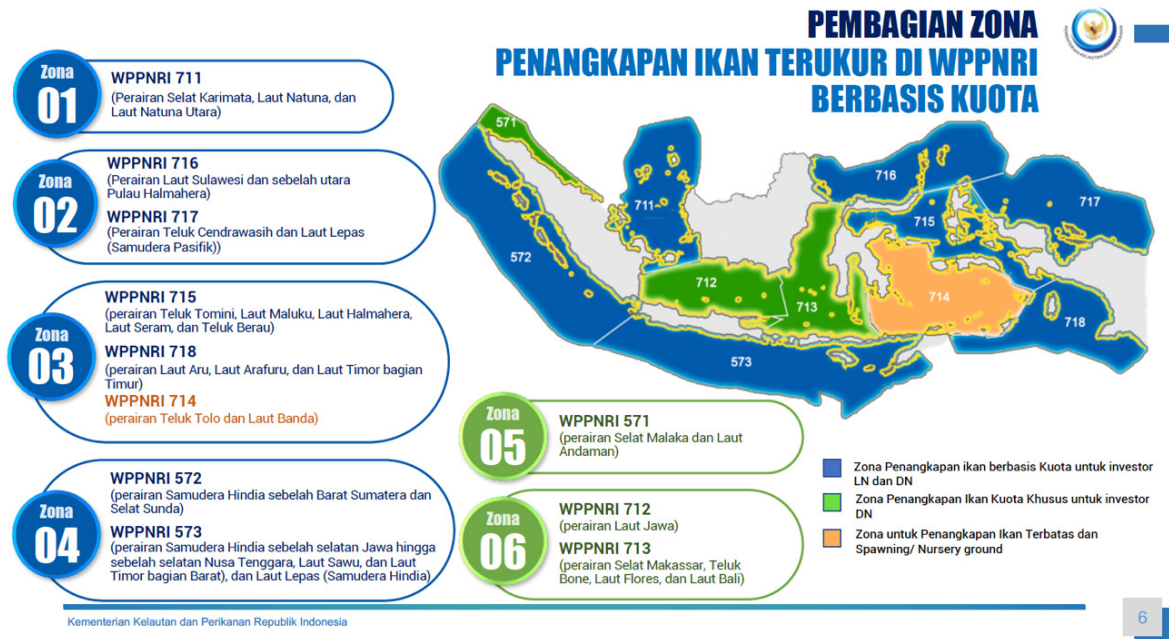 PEMBAGIAN ZONA
PENANGKAPAN IKAN TERUKUR DI WPPNRI
BERBASIS KUOTA
Zona
01
WPPNRI 711
(Perairan Selat Karimata, Laut Natuna, dan
Laut Natuna Utara)
Zona
02
WPPNRI 716
(Perairan Laut Sulawesi dan sebelah utara
Pulau Halmahera)
WPPNRI 717
(Peraian Teluk Cendrawasih dan Laut Lepas
(Samudera Pasifik))
Zona
03
WPPNRI 715
(perairan Teluk Tomini, Laut Maluku, Laut Halmahera,
Laut Seram, dan Teluk Berau)
WPPNRI 718
(perairan Laut Aru, Laut Arafuru, dan Laut Timor bagian
Timur)
WPPNRI 714
(perairan Teluk Tolo dan Laut Banda)
Zona
04
WPPNRI 572
(perairan Samudera Hindia sebelah Barat Sumatera dan
Selat Sunda)
WPPNRI 573
(perairan Samudera Hindia sebelah selatan Jawa hingga
sebelah selatan Nusa Tenggara, Laut Sawu, dan Laut
Timor bagian Barat), dan Laut Lepas (Samudera Hindia)
Zona
05
WPPNRI 571
(perairan Selat Malaka dan Laut
Andaman)
Zona
06
WPPNRI 712
(perairan Laut Jawa)
WPPNRI 713
(perairan Selat Makassar, Teluk
Bone, Laut Flores, dan Laut Bali)
571
711
716
717
715
572
712
713
714
718
573
Zona Penangkapan ikan berbasis Kuota untuk investor
LN dan DN
Zona Penangkapan Ikan Kuota Khusus untuk investor
DN
Zona untuk Penangkapan Ikan Terbatas dan
Spawning/ Nursery ground
Kementerian Kelautan dan Perikanan Republik Indonesia
6